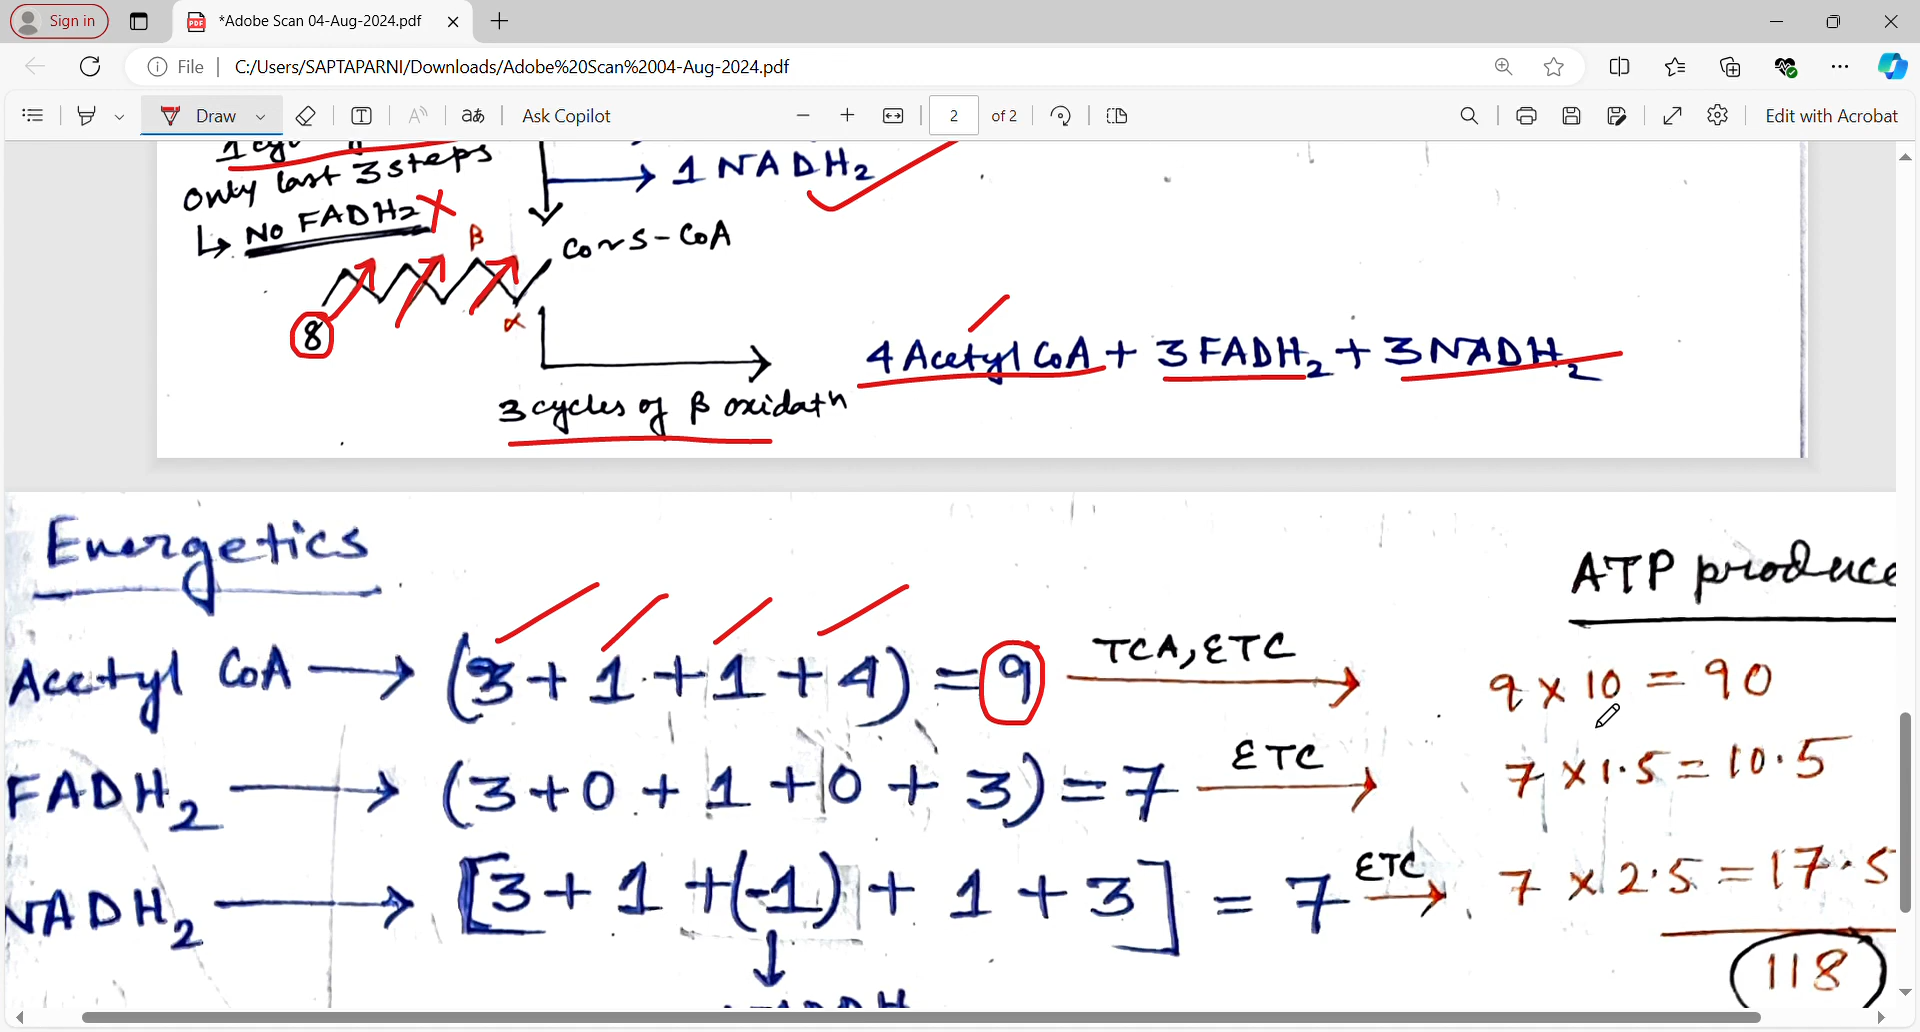 Sign in
*Adobe Scan 04-Aug-2024.pdf
File
C:/Users/SAPTAPARNI/Downloads/Adobe%20Scan%2004-Aug-2024.pdf
Draw
Ask Copilot
2 of 2
Edit with Acrobat
Only last 3 steps
↳ No FADH2 X
1 NADH2
β
CO~S-CoA
8
α
4 Acetyl CoA + 3 FADH2 + 3 NADH2
3 cycles of β oxidatn
Energetics
ATP produce
Acetyl CoA → (3+1+1+4) = 9 TCA, ETC → 9 x 10 = 90
FADH2 → (3+0+1+0+3) = 7 ETC → 7 x 1.5 = 10.5
NADH2 → [3+1+(-1)+1+3] = 7 ETC → 7 x 2.5 = 17.5
118